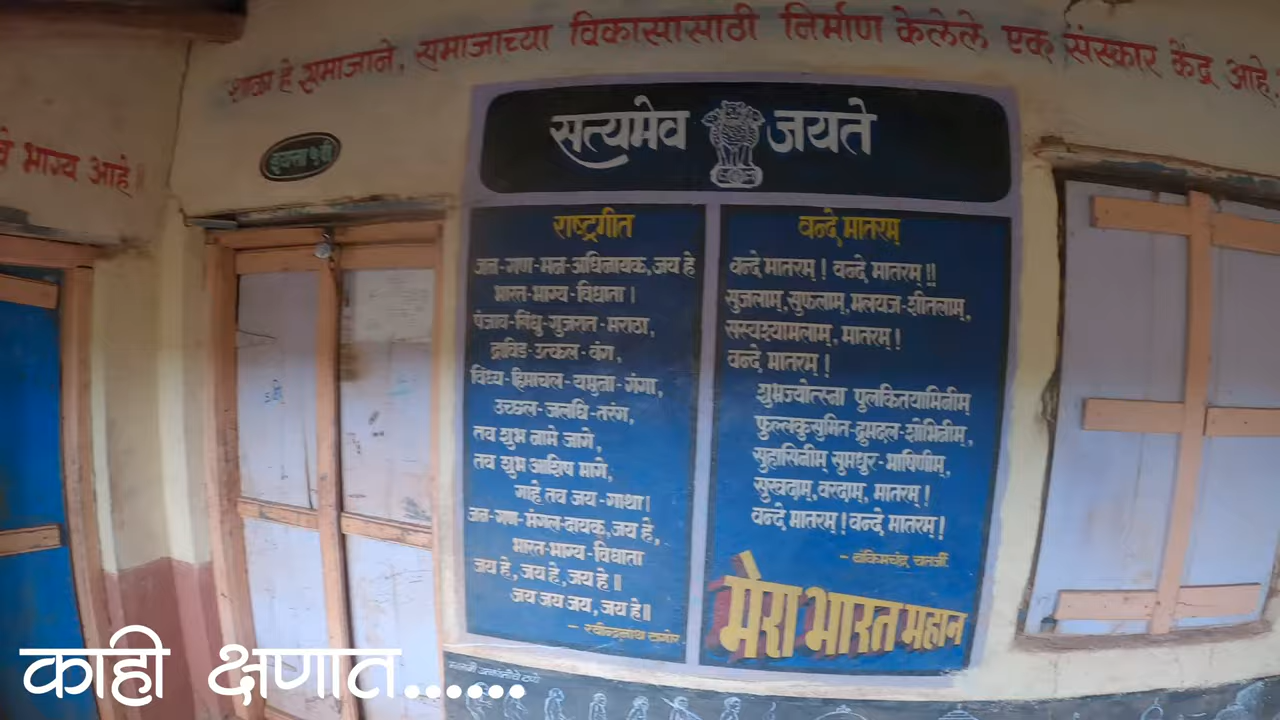 शाळा हे समाजाने, समाजाच्या विकासासाठी निर्माण केलेले एक संस्कार केंद्र आहे.
भाग्य आहे॥
इयत्ता ५ वी
सत्यमेव जयते
राष्ट्रगीत
जन-गण-मन-अधिनायक, जय हे
भारत-भाग्य-विधाता।
पंजाब-सिंधु-गुजरात-मराठा,
द्राविड-उत्कल-वंग,
विंध्य-हिमाचल-यमुना-गंगा,
उच्छल-जलधि-तरंग,
तव शुभ नामे जागे,
तव शुभ आशिष मागे,
गाहे तव जय-गाथा।
जन-गण-मंगल-दायक, जय हे,
भारत-भाग्य-विधाता
जय हे, जय हे, जय हे॥
जय जय जय, जय हे॥
- रवीन्द्रनाथ टागोर
वन्दे मातरम्
वन्दे मातरम्! वन्दे मातरम्!!
सुजलाम्, सुफलाम्, मलयज-शीतलाम्,
सस्यश्यामलाम्, मातरम्!
वन्दे मातरम्!
शुभ्रज्योत्स्ना पुलकितयामिनीम्
फुल्लकुसुमित-द्रुमदल-शोभिनीम्,
सुहासिनीम् सुमधुर-भाषिणीम्,
सुखदाम्, वरदाम्, मातरम्!
वन्दे मातरम्! वन्दे मातरम्!
- बंकिमचंद्र चटर्जी
मेरा भारत महान
काही क्षणात......